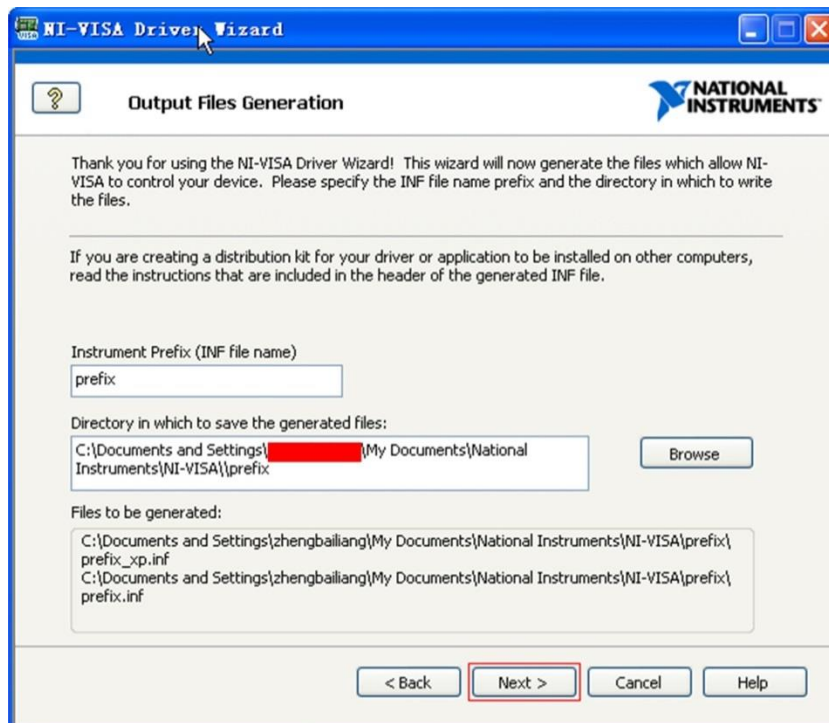 NI-VISA Driver Wizard
?
Output Files Generation
NATIONAL
INSTRUMENTS
Thank you for using the NI-VISA Driver Wizard! This wizard will now generate the files which allow NI-
VISA to control your device. Please specify the INF file name prefix and the directory in which to write
the files.
If you are creating a distribution kit for your driver or application to be installed on other computers,
read the instructions that are included in the header of the generated INF file.
Instrument Prefix (INF file name)
prefix
Directory in which to save the generated files:
C:\Documents and Settings\ \My Documents\National
Instruments\NI-VISA\\prefix
Browse
Files to be generated:
C:\Documents and Settings\zhengbailiang\My Documents\National Instruments\NI-VISA\prefix\
prefix_xp.inf
C:\Documents and Settings\zhengbailiang\My Documents\National Instruments\NI-VISA\prefix\
prefix.inf
< Back
Next >
Cancel
Help